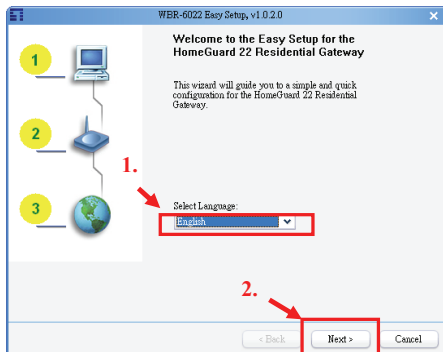 WBR-6022 Easy Setup, v1.0.2.0
Welcome to the Easy Setup for the
HomeGuard 22 Residential Gateway
This wizard will guide you to a simple and quick
configuration for the HomeGuard 22 Residential
Gateway.
1
2
3
1.
Select Language:
English
2.
< Back
Next >
Cancel